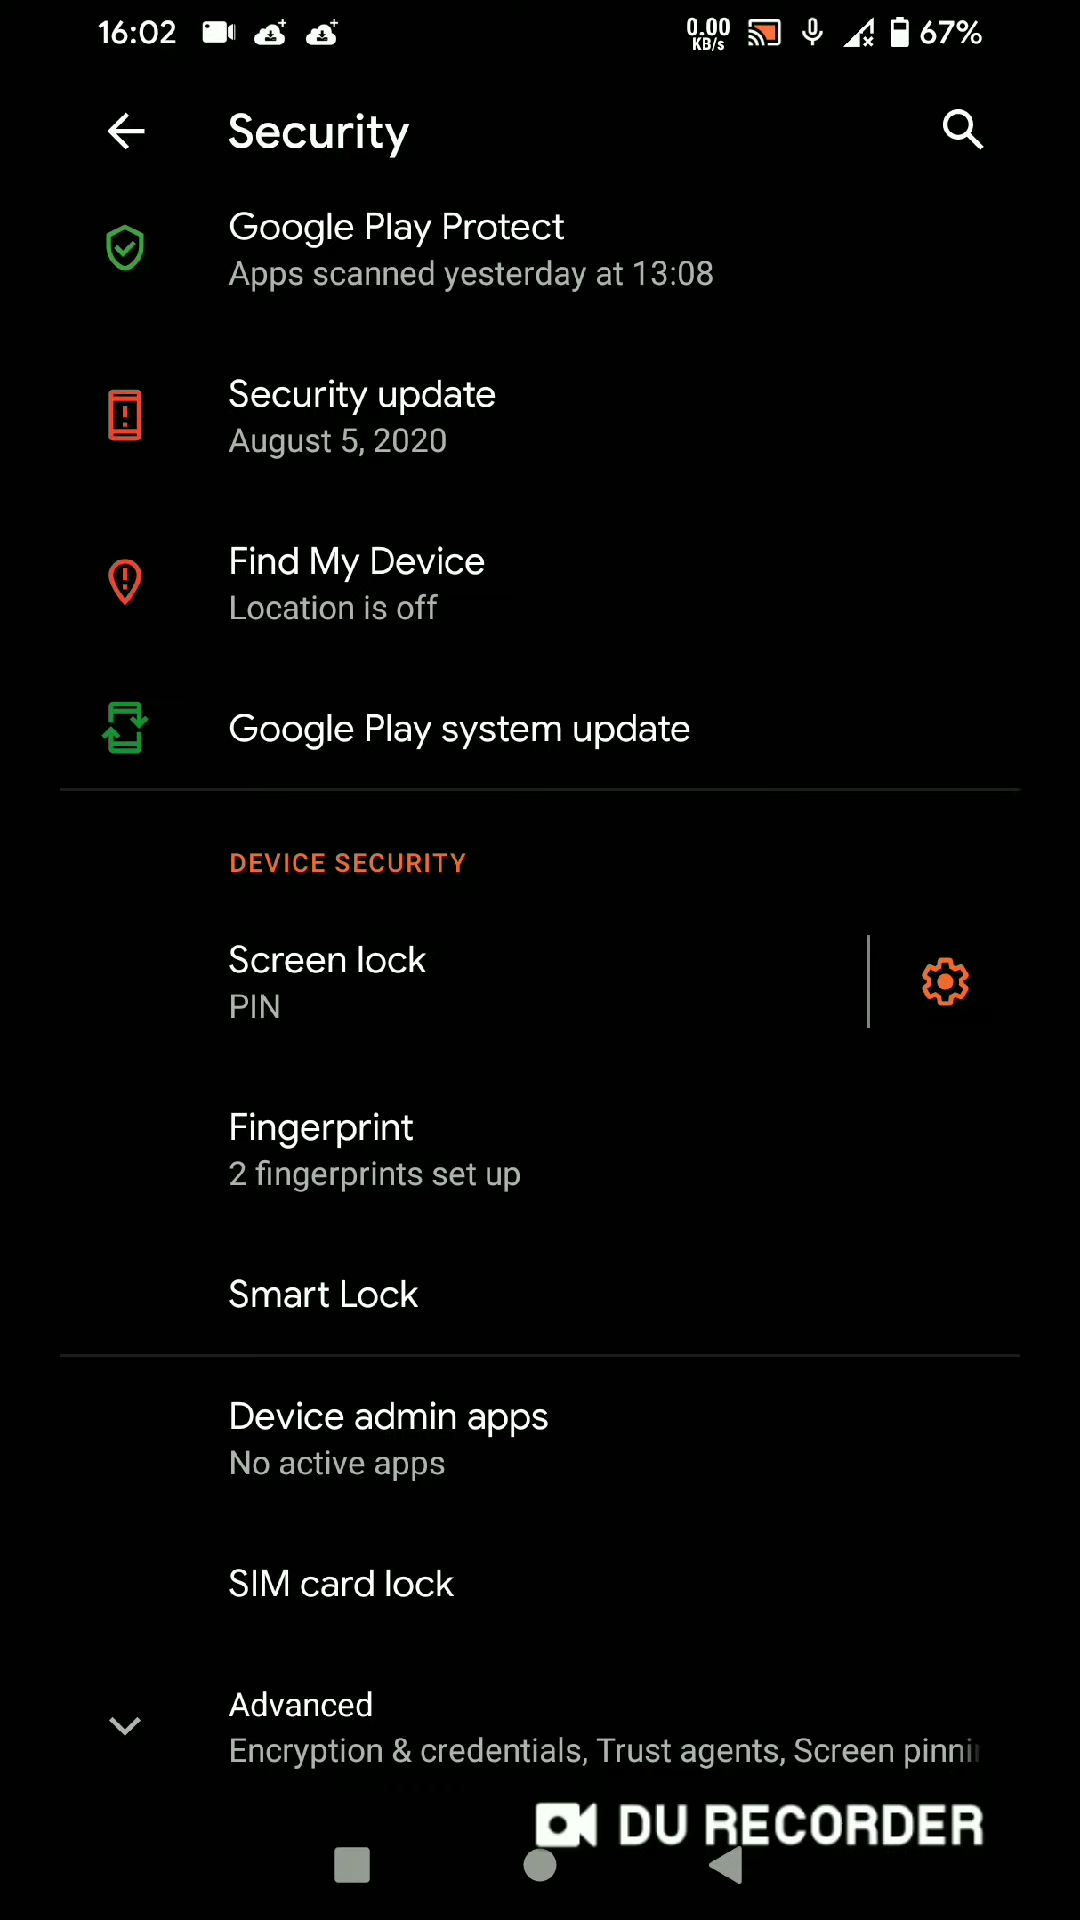 16:02
0.00
KB/s
67%
Security
Google Play Protect
Apps scanned yesterday at 13:08
Security update
August 5, 2020
Find My Device
Location is off
Google Play system update
DEVICE SECURITY
Screen lock
PIN
Fingerprint
2 fingerprints set up
Smart Lock
Device admin apps
No active apps
SIM card lock
Advanced
Encryption & credentials, Trust agents, Screen
DU RECORDER